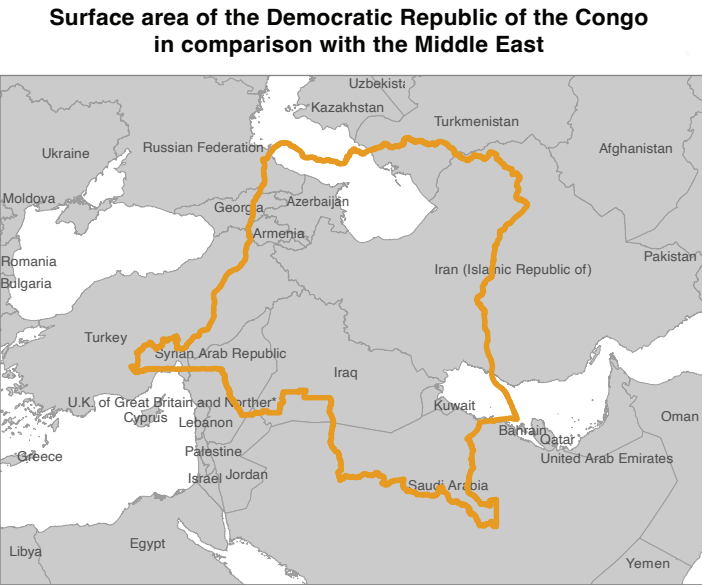 Surface area of the Democratic Republic of the Congo
in comparison with the Middle East
Uzbekista
Kazakhstan
Turkmenistan
Russian Federation
Ukraine
Afghanistan
Moldova
Georgia
Azerbaijan
Armenia
Romania
Pakistan
Iran (Islamic Republic of)
Bulgaria
Turkey
Syrian Arab Republic
Iraq
U.K. of Great Britain and Norther*
Kuwait
Cyprus
Lebanon
Oman
Bahrain
Qatar
Greece
Palestine
United Arab Emirates
Israel
Jordan
Saudi Arabia
Egypt
Libya
Yemen